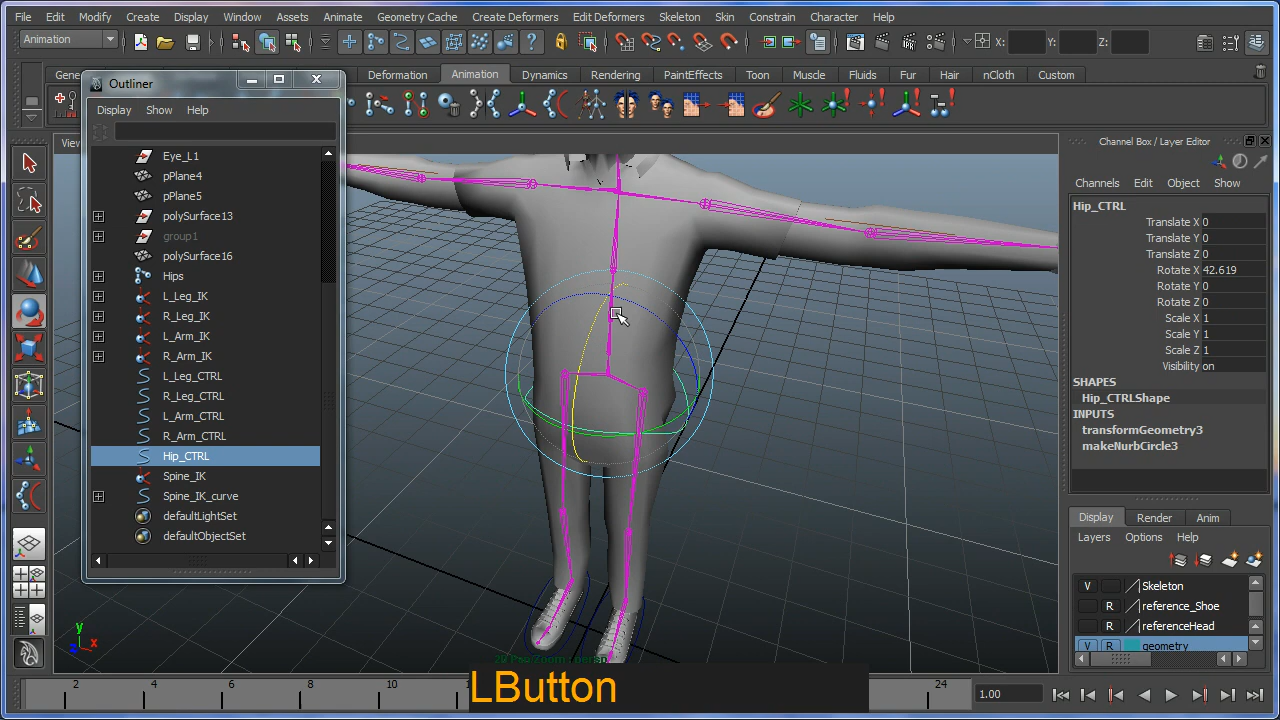 File Edit Modify Create Display Window Assets Animate Geometry Cache Create Deformers Edit Deformers Skeleton Skin Constrain Character Help
Animation X: Y: Z:
Deformation Animation Dynamics Rendering PaintEffects Toon Muscle Fluids Fur Hair nCloth Custom
Outliner
Display Show Help
Eye_L1
pPlane4
pPlane5
polySurface13
group1
polySurface16
Hips
L_Leg_IK
R_Leg_IK
L_Arm_IK
R_Arm_IK
L_Leg_CTRL
R_Leg_CTRL
L_Arm_CTRL
R_Arm_CTRL
Hip_CTRL
Spine_IK
Spine_IK_curve
defaultLightSet
defaultObjectSet
Channel Box / Layer Editor
Channels Edit Object Show
Hip_CTRL
Translate X 0
Translate Y 0
Translate Z 0
Rotate X 42.619
Rotate Y 0
Rotate Z 0
Scale X 1
Scale Y 1
Scale Z 1
Visibility on
SHAPES
Hip_CTRLShape
INPUTS
transformGeometry3
makeNurbCircle3
Display Render Anim
Layers Options Help
V Skeleton
R reference_Shoe
R referenceHead
V R geometry
y
x
z
LButton
2 4 6 8 10 24
1.00